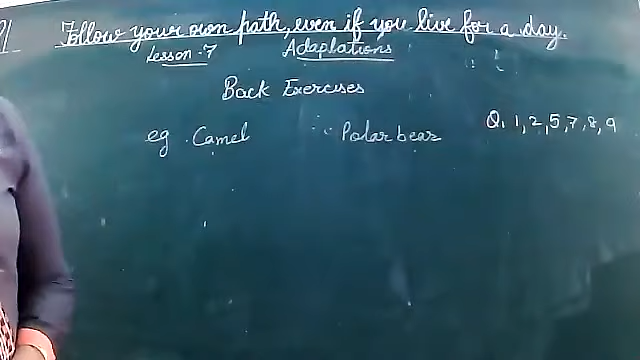 Follow your own path, even if you live for a day.
Lesson-7 Adaptations
Back Exercises
eg Camel Polar bear Q. 1, 2, 5, 7, 8, 9